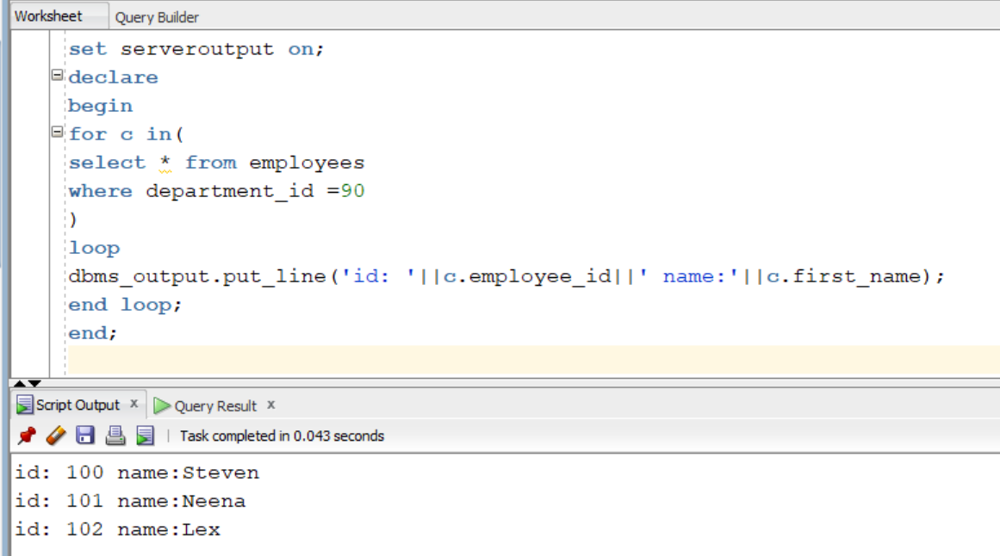 Worksheet Query Builder
set serveroutput on;
declare
begin
for c in(
select * from employees
where department_id =90
)
loop
dbms_output.put_line('id: '||c.employee_id||' name:'||c.first_name);
end loop;
end;
Script Output x Query Result x
Task completed in 0.043 seconds
id: 100 name:Steven
id: 101 name:Neena
id: 102 name:Lex